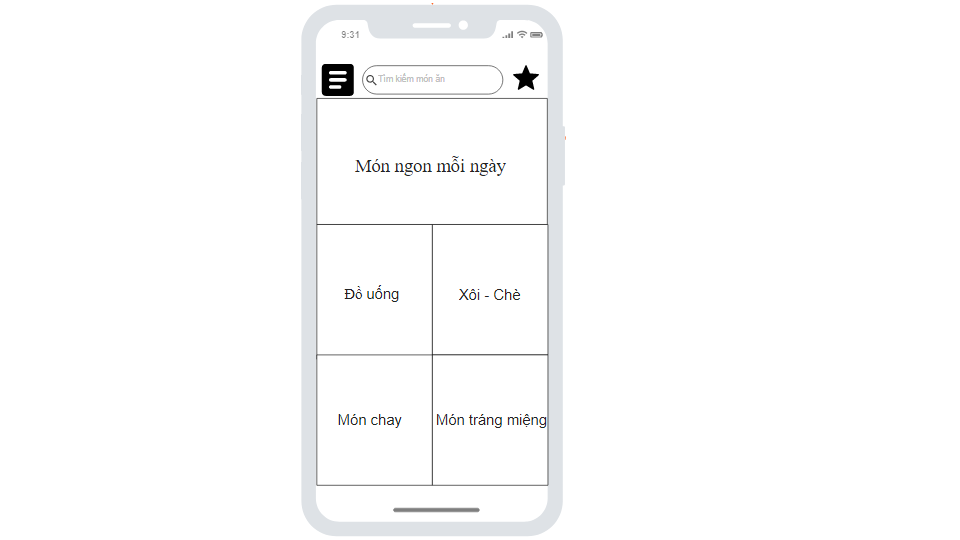 9:31
Tìm kiếm món ăn
Món ngon mỗi ngày
Đồ uống
Xôi - Chè
Món chay
Món tráng miệng